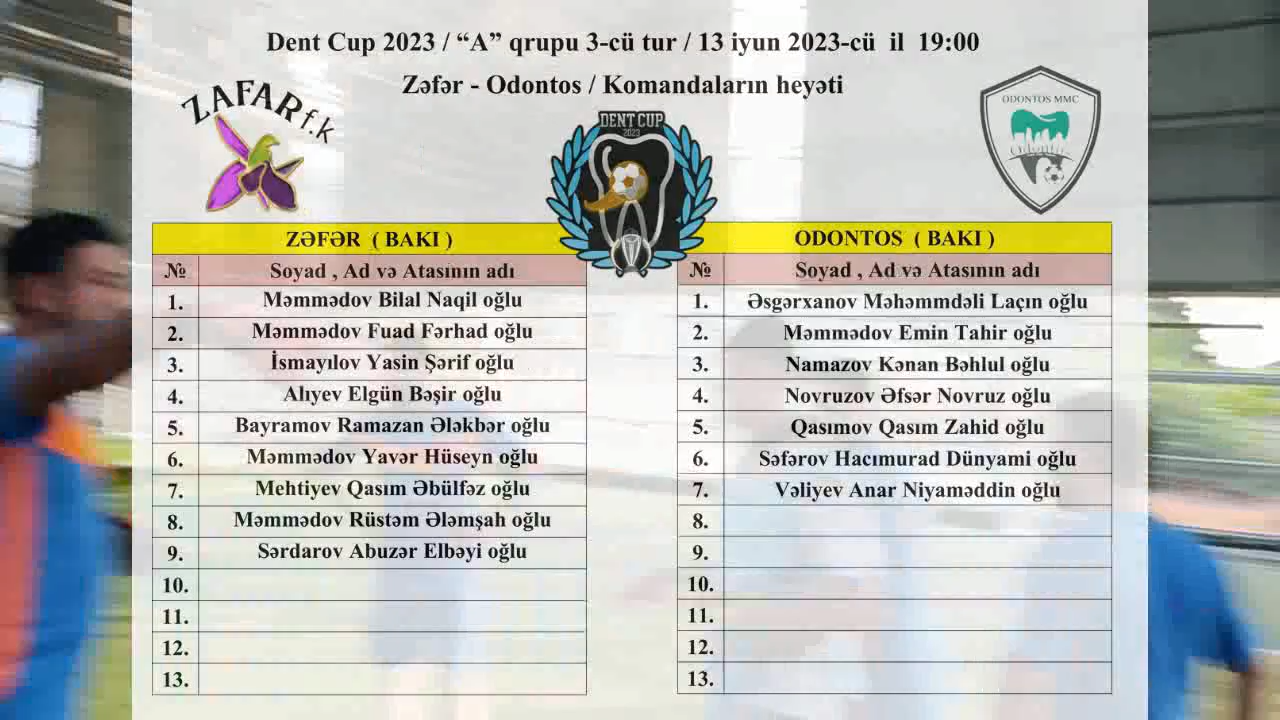 Dent Cup 2023 / “A” qrupu 3-cü tur / 13 iyun 2023-cü il 19:00
Zəfər - Odontos / Komandaların heyəti
ZAFAR f.k
DENT CUP
2023
ODONTOS MMC
Odontos
ZƏFƏR ( BAKI )
№ Soyad , Ad və Atasının adı
1. Məmmədov Bilal Naqil oğlu
2. Məmmədov Fuad Fərhad oğlu
3. İsmayılov Yasin Şərif oğlu
4. Alıyev Elgün Bəşir oğlu
5. Bayramov Ramazan Ələkbər oğlu
6. Məmmədov Yavər Hüseyn oğlu
7. Mehtiyev Qasım Əbülfəz oğlu
8. Məmmədov Rüstəm Ələmşah oğlu
9. Sərdarov Abuzər Elbəyi oğlu
10.
11.
12.
13.
ODONTOS ( BAKI )
№ Soyad , Ad və Atasının adı
1. Əsgərxanov Məhəmmdəli Laçın oğlu
2. Məmmədov Emin Tahir oğlu
3. Namazov Kənan Bəhlul oğlu
4. Novruzov Əfsər Novruz oğlu
5. Qasımov Qasım Zahid oğlu
6. Səfərov Hacımurad Dünyami oğlu
7. Vəliyev Anar Niyaməddin oğlu
8.
9.
10.
11.
12.
13.